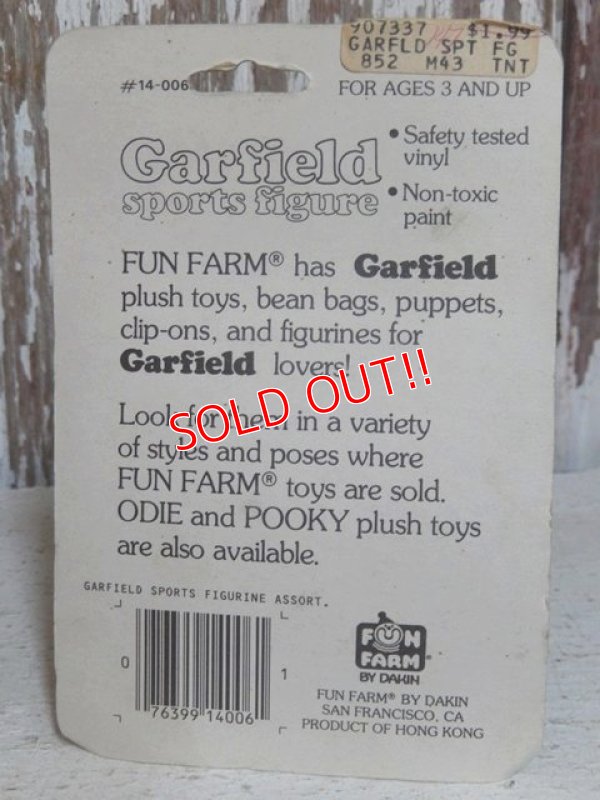 907337 $1.99
GARFLD SPT FG
852 M43 TNT
#14-006
FOR AGES 3 AND UP
Garfield
sports figure
• Safety tested
vinyl
• Non-toxic
paint
FUN FARM® has Garfield
plush toys, bean bags, puppets,
clip-ons, and figurines for
Garfield lovers!
SOLD OUT!!
Look for them in a variety
of styles and poses where
FUN FARM® toys are sold.
ODIE and POOKY plush toys
are also available.
GARFIELD SPORTS FIGURINE ASSORT.
0 76399 14006 1
FUN
FARM
BY DAKIN
FUN FARM® BY DAKIN
SAN FRANCISCO, CA
PRODUCT OF HONG KONG